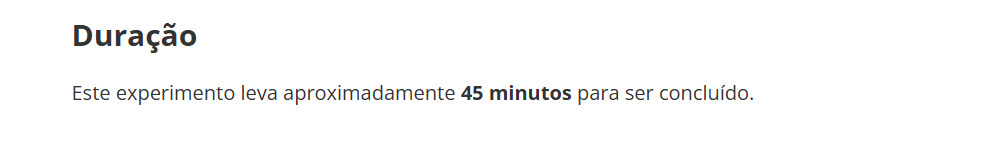 Duração
Este experimento leva aproximadamente 45 minutos para ser concluído.